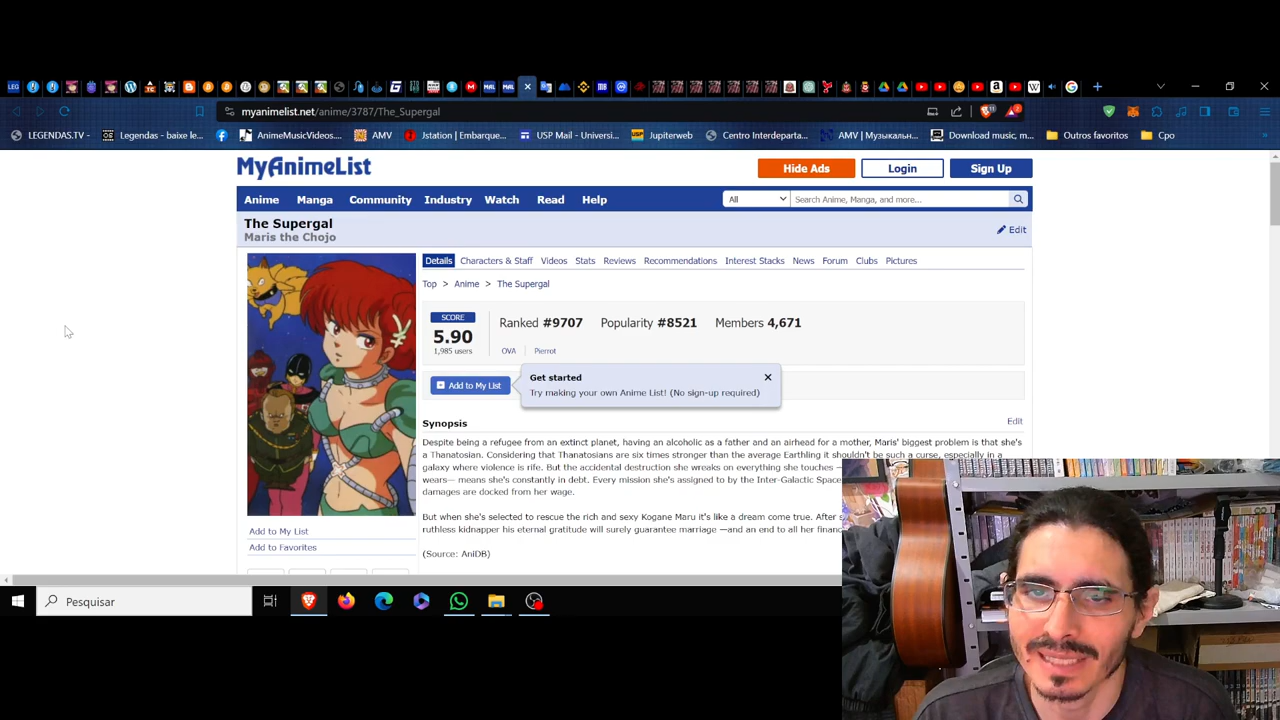 LEG
myanimelist.net/anime/3787/The_Supergal
LEGENDAS.TV - Legendas - baixe le... AnimeMusicVideos.... AMV Jstation | Embarque... USP Mail - Universi... Jupiterweb Centro Interdeparta... AMV | Музыкальн... Download music, m... Outros favoritos Cpo
MyAnimeList
Hide Ads Login Sign Up
Anime Manga Community Industry Watch Read Help All Search Anime, Manga, and more...
The Supergal
Maris the Chojo
Edit
Details Characters & Staff Videos Stats Reviews Recommendations Interest Stacks News Forum Clubs Pictures
Top > Anime > The Supergal
SCORE
5.90
1,985 users
Ranked #9707 Popularity #8521 Members 4,671
OVA Pierrot
Add to My List
Get started
Try making your own Anime List! (No sign-up required)
Synopsis Edit
Despite being a refugee from an extinct planet, having an alcoholic as a father and an airhead for a mother, Maris' biggest problem is that she's
a Thanatosian. Considering that Thanatosians are six times stronger than the average Earthling it shouldn't be such a curse, especially in a
galaxy where violence is rife. But the accidental destruction she wreaks on everything she touches —
wears— means she's constantly in debt. Every mission she's assigned to by the Inter-Galactic Space
damages are docked from her wage.
But when she's selected to rescue the rich and sexy Kogane Maru it's like a dream come true. After
ruthless kidnapper his eternal gratitude will surely guarantee marriage —and an end to all her
(Source: AniDB)
Add to My List
Add to Favorites
Pesquisar